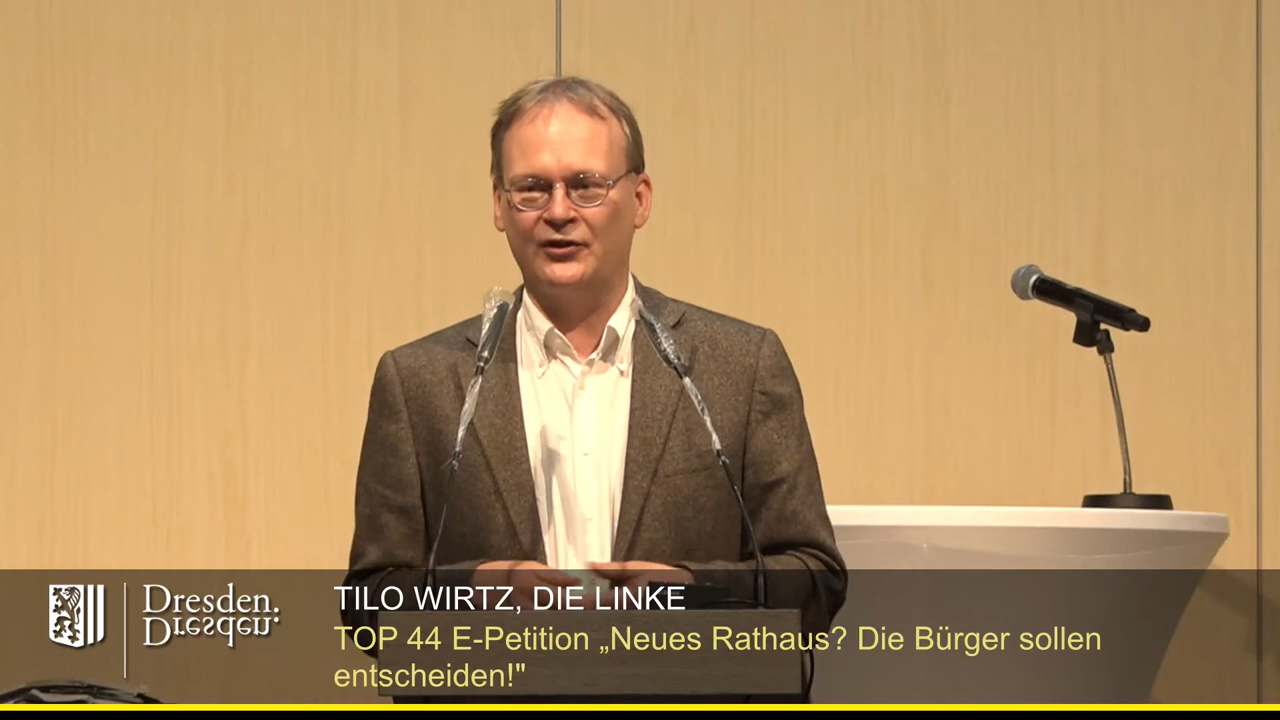 Dresden.
Dresden.
TILO WIRTZ, DIE LINKE
TOP 44 E-Petition „Neues Rathaus? Die Bürger sollen
entscheiden!"